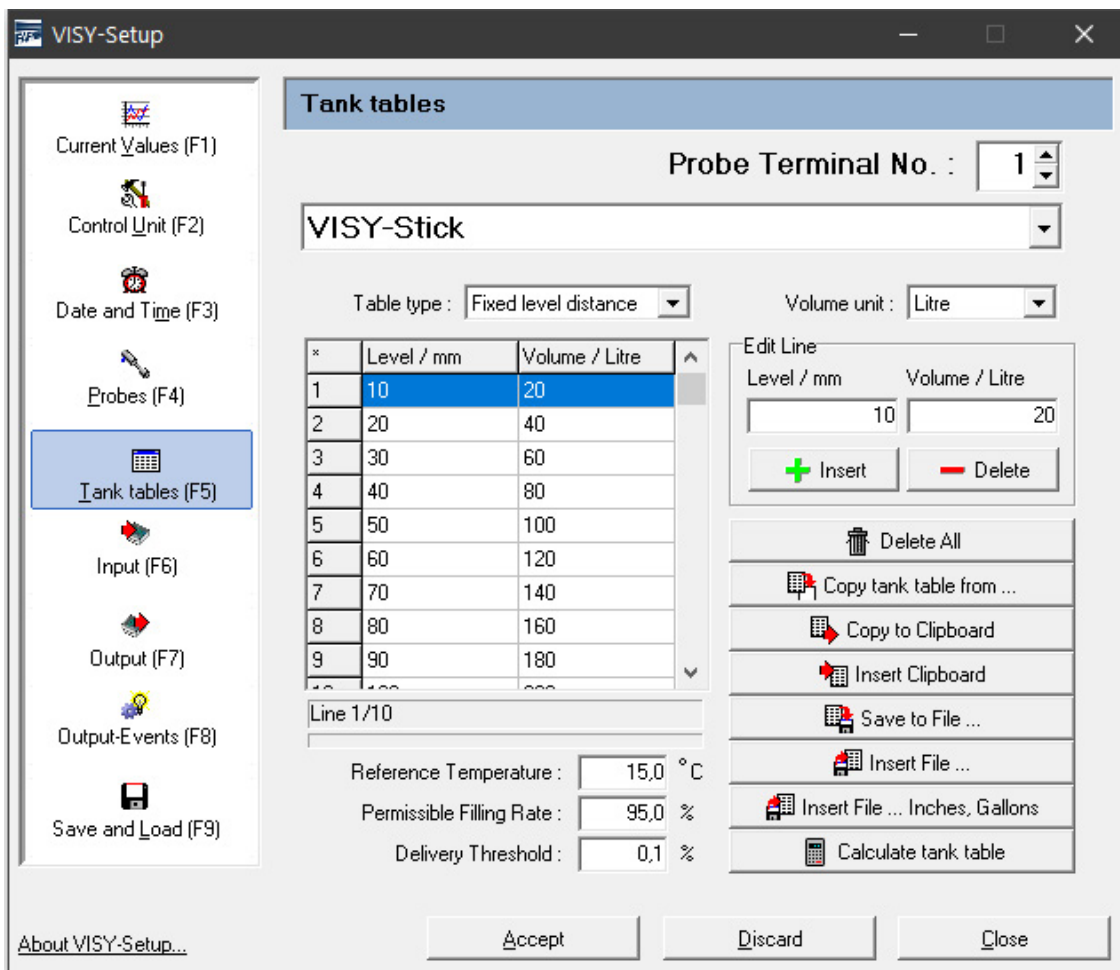 VISY-Setup
Current Values (F1)
Control Unit (F2)
Date and Time (F3)
Probes (F4)
Tank tables (F5)
Input (F6)
Output (F7)
Output-Events (F8)
Save and Load (F9)
About VISY-Setup...
Tank tables
Probe Terminal No. : 1
VISY-Stick
Table type : Fixed level distance
Volume unit : Litre
* Level / mm Volume / Litre
1 10 20
2 20 40
3 30 60
4 40 80
5 50 100
6 60 120
7 70 140
8 80 160
9 90 180
Line 1/10
Reference Temperature : 15,0 °C
Permissible Filling Rate : 95,0 %
Delivery Threshold : 0,1 %
Edit Line
Level / mm Volume / Litre
10 20
Insert Delete
Delete All
Copy tank table from ...
Copy to Clipboard
Insert Clipboard
Save to File ...
Insert File ...
Insert File ... Inches, Gallons
Calculate tank table
Accept Discard Close